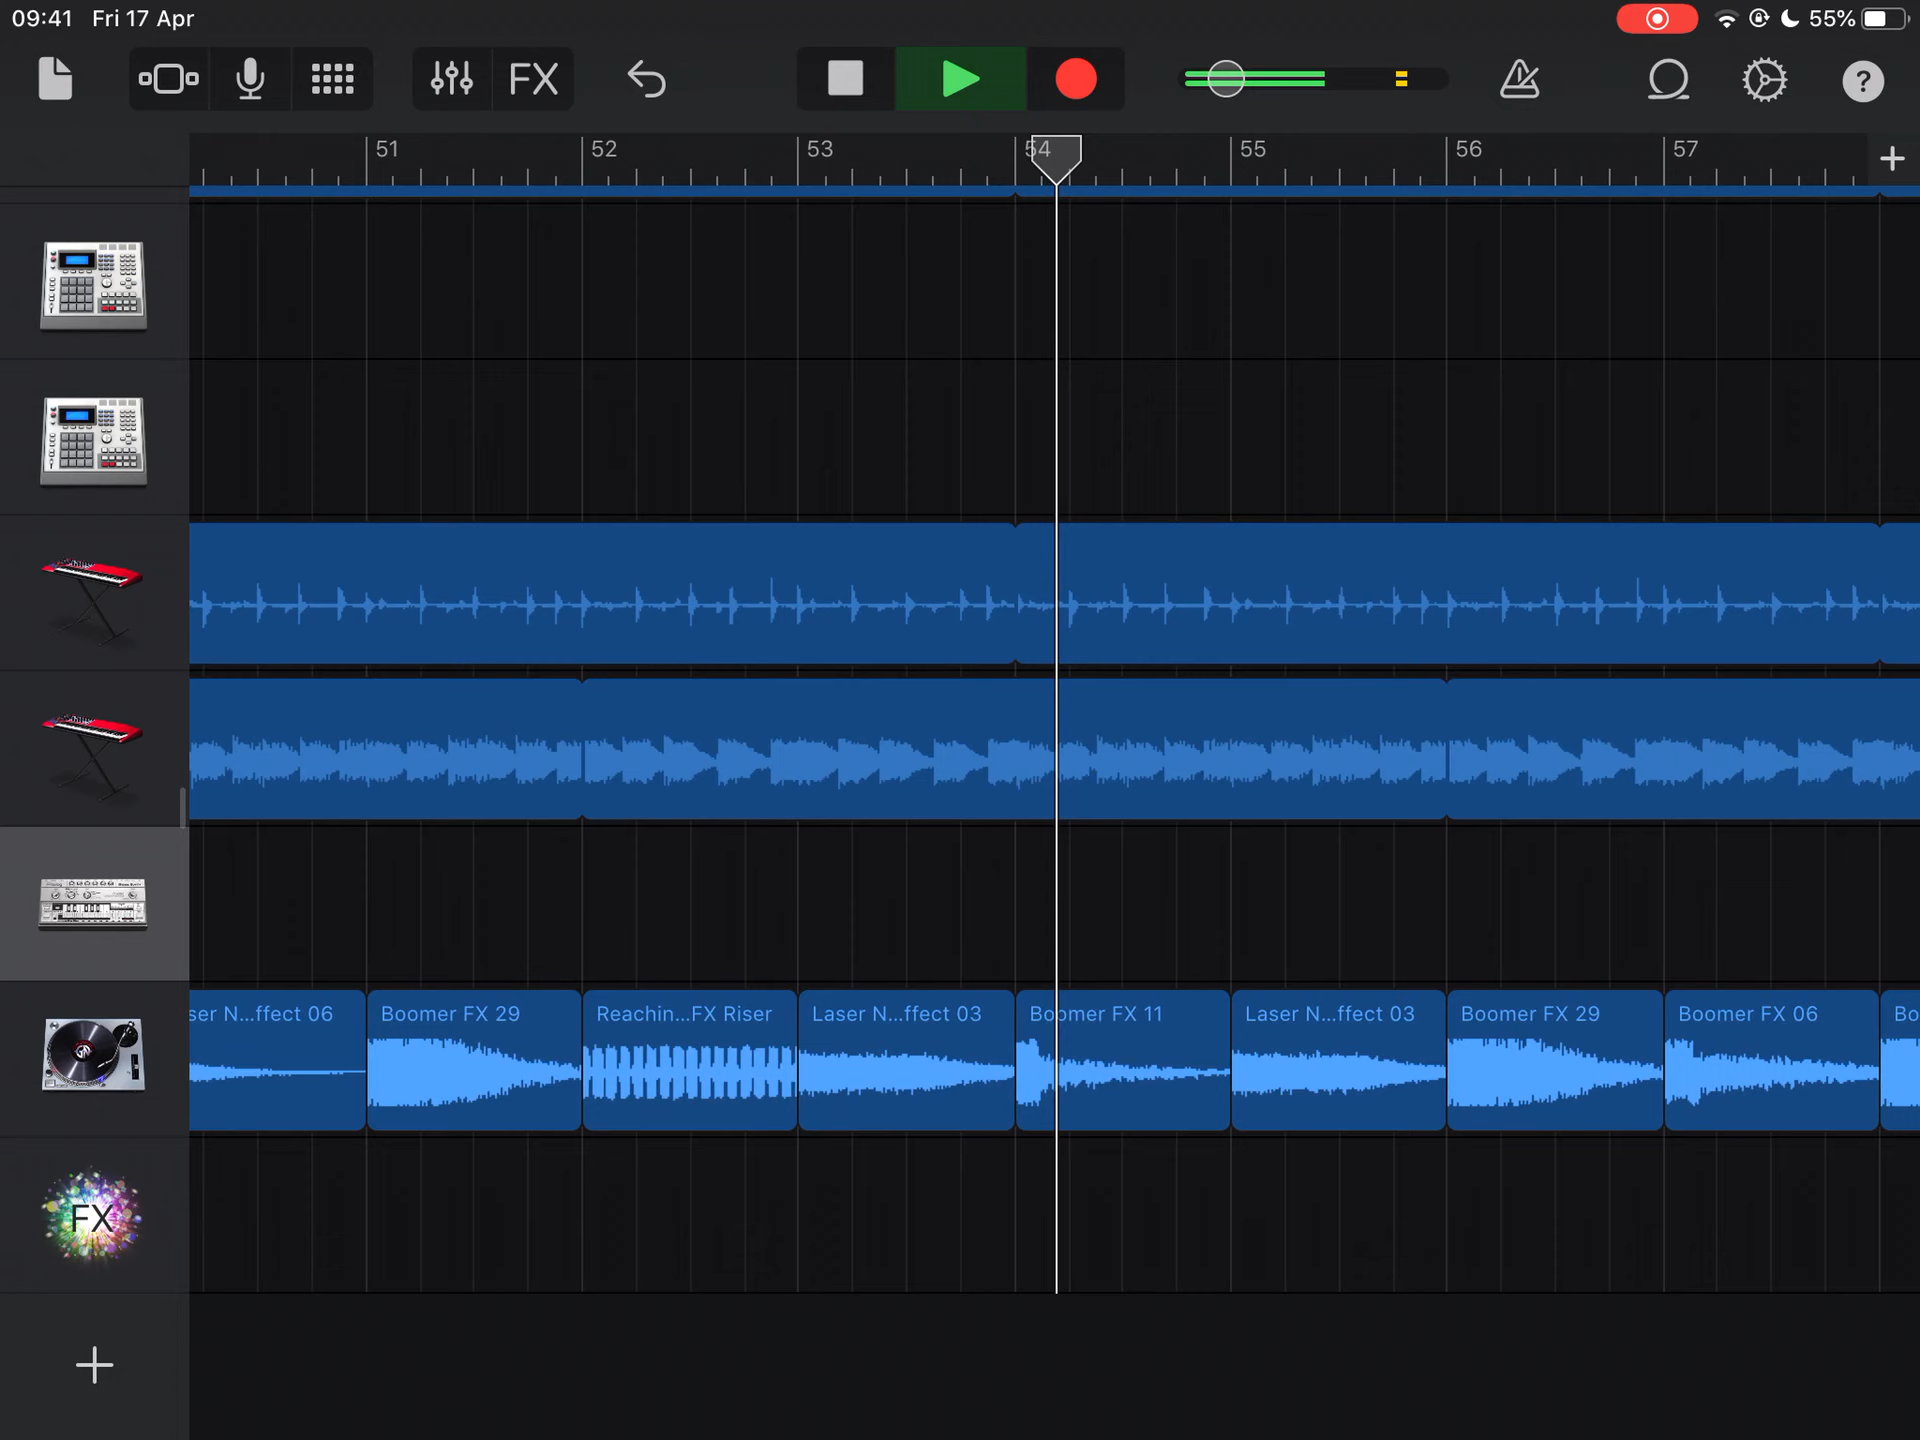 09:41 Fri 17 Apr 55%
FX
?
51 52 53 54 55 56 57
ser N...ffect 06 Boomer FX 29 Reachin...FX Riser Laser N...ffect 03 Boomer FX 11 Laser N...ffect 03 Boomer FX 29 Boomer FX 06 Bo
FX